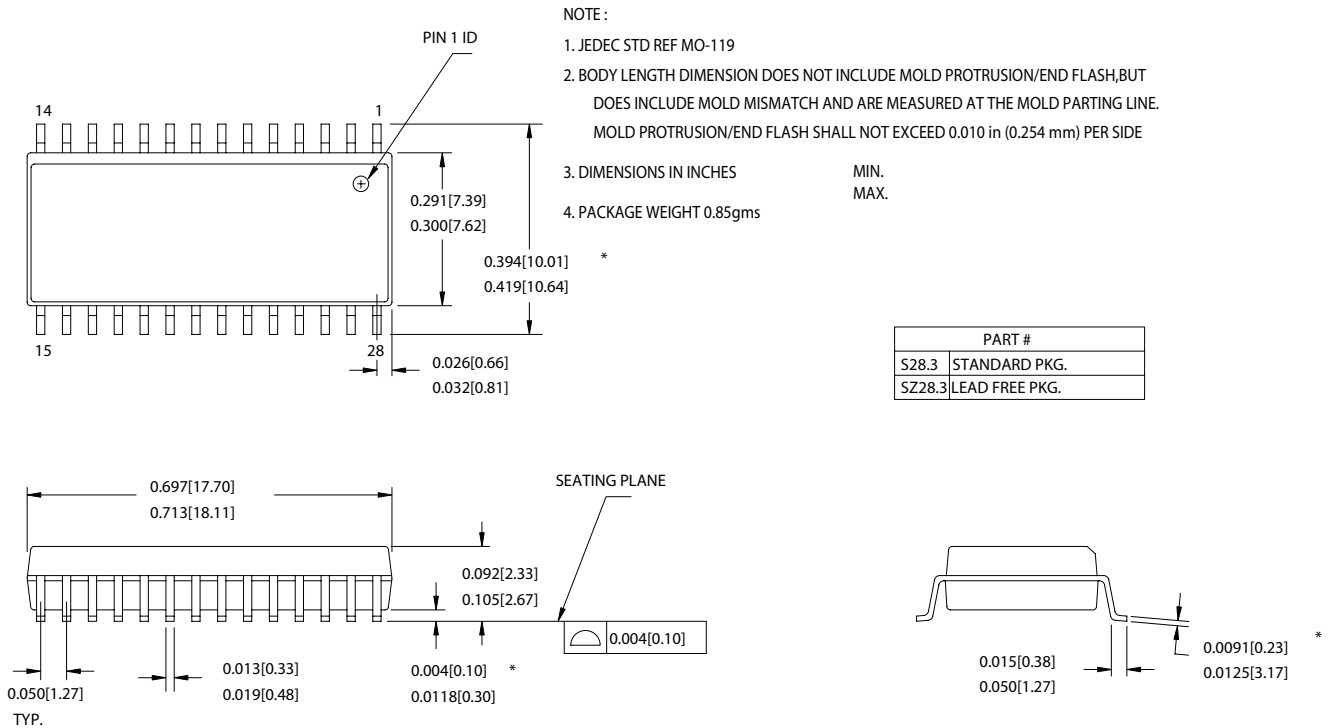 NOTE :
1. JEDEC STD REF MO-119
2. BODY LENGTH DIMENSION DOES NOT INCLUDE MOLD PROTRUSION/END FLASH,BUT
DOES INCLUDE MOLD MISMATCH AND ARE MEASURED AT THE MOLD PARTING LINE.
MOLD PROTRUSION/END FLASH SHALL NOT EXCEED 0.010 in (0.254 mm) PER SIDE
3. DIMENSIONS IN INCHES MIN.
MAX.
4. PACKAGE WEIGHT 0.85gms
PIN 1 ID
14 1
0.291[7.39]
0.300[7.62]
0.394[10.01] *
0.419[10.64]
15 28
0.026[0.66]
0.032[0.81]
PART #
S28.3 STANDARD PKG.
SZ28.3 LEAD FREE PKG.
0.697[17.70]
0.713[18.11]
SEATING PLANE
0.092[2.33]
0.105[2.67]
0.004[0.10]
0.050[1.27]
TYP.
0.013[0.33]
0.019[0.48]
0.004[0.10] *
0.0118[0.30]
0.015[0.38]
0.050[1.27]
0.0091[0.23] *
0.0125[3.17]